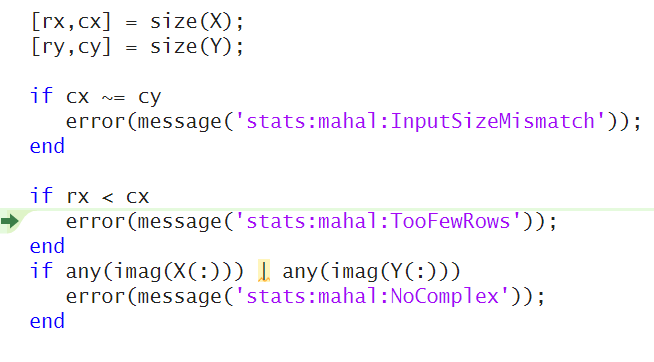 [rx,cx] = size(X);
[ry,cy] = size(Y);

if cx ~= cy
   error(message('stats:mahal:InputSizeMismatch'));
end

if rx < cx
   error(message('stats:mahal:TooFewRows'));
end
if any(imag(X(:))) | any(imag(Y(:)))
   error(message('stats:mahal:NoComplex'));
end